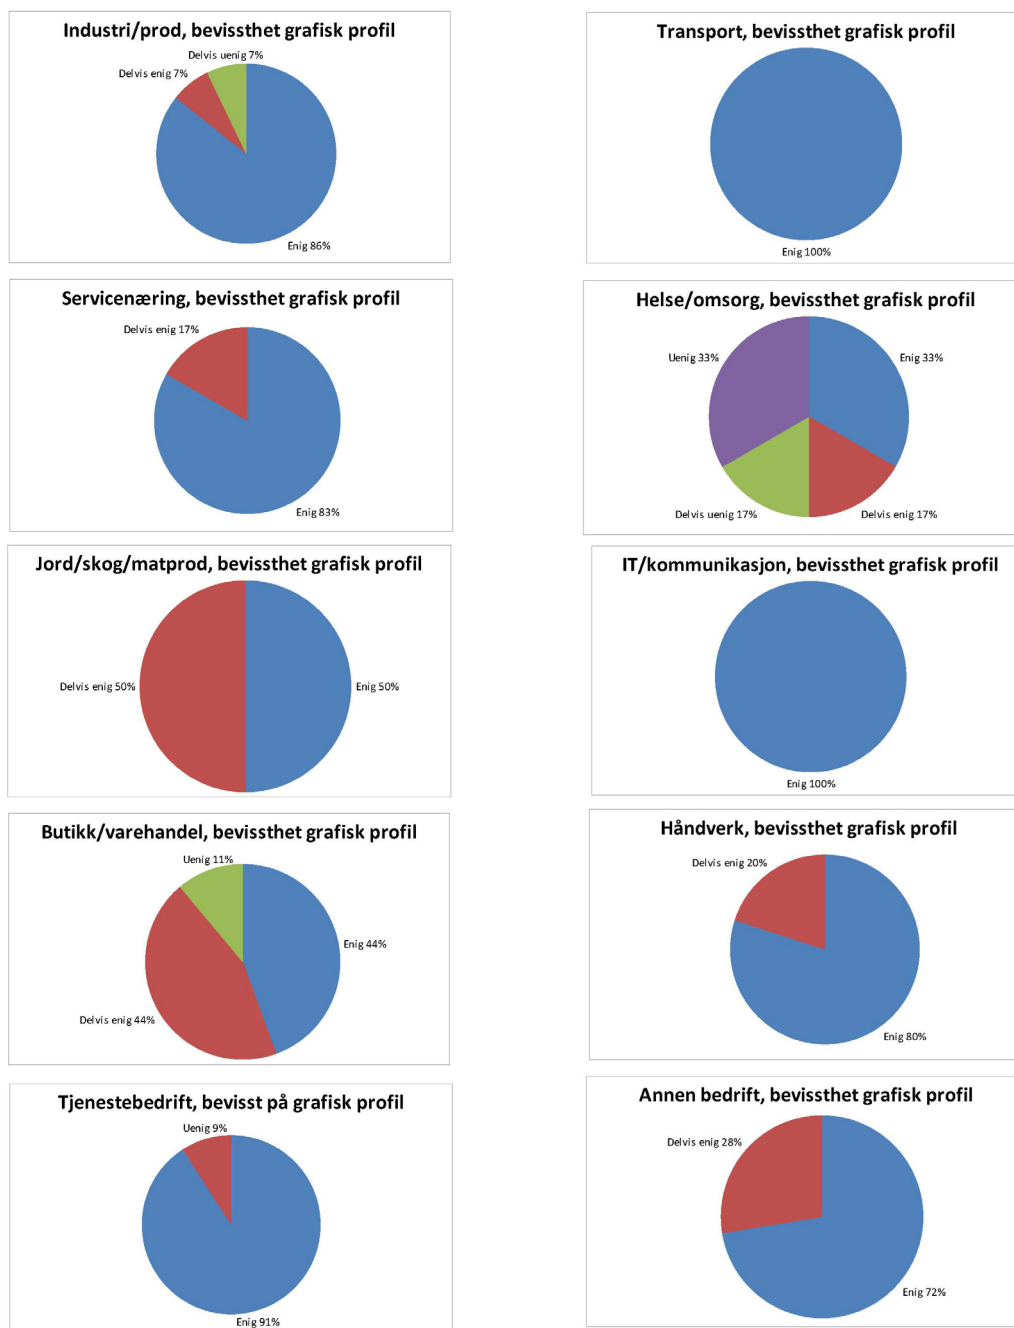 Industri/prod, bevissthet grafisk profil
Delvis uenig 7%
Delvis enig 7%
Enig 86%
Transport, bevissthet grafisk profil
Enig 100%
Servicenæring, bevissthet grafisk profil
Delvis enig 17%
Enig 83%
Helse/omsorg, bevissthet grafisk profil
Uenig 33%
Enig 33%
Delvis uenig 17%
Delvis enig 17%
Jord/skog/matprod, bevissthet grafisk profil
Delvis enig 50%
Enig 50%
IT/kommunikasjon, bevissthet grafisk profil
Enig 100%
Butikk/varehandel, bevissthet grafisk profil
Uenig 11%
Enig 44%
Delvis enig 44%
Håndverk, bevissthet grafisk profil
Delvis enig 20%
Enig 80%
Tjenestebedrift, bevisst på grafisk profil
Uenig 9%
Enig 91%
Annen bedrift, bevissthet grafisk profil
Delvis enig 28%
Enig 72%